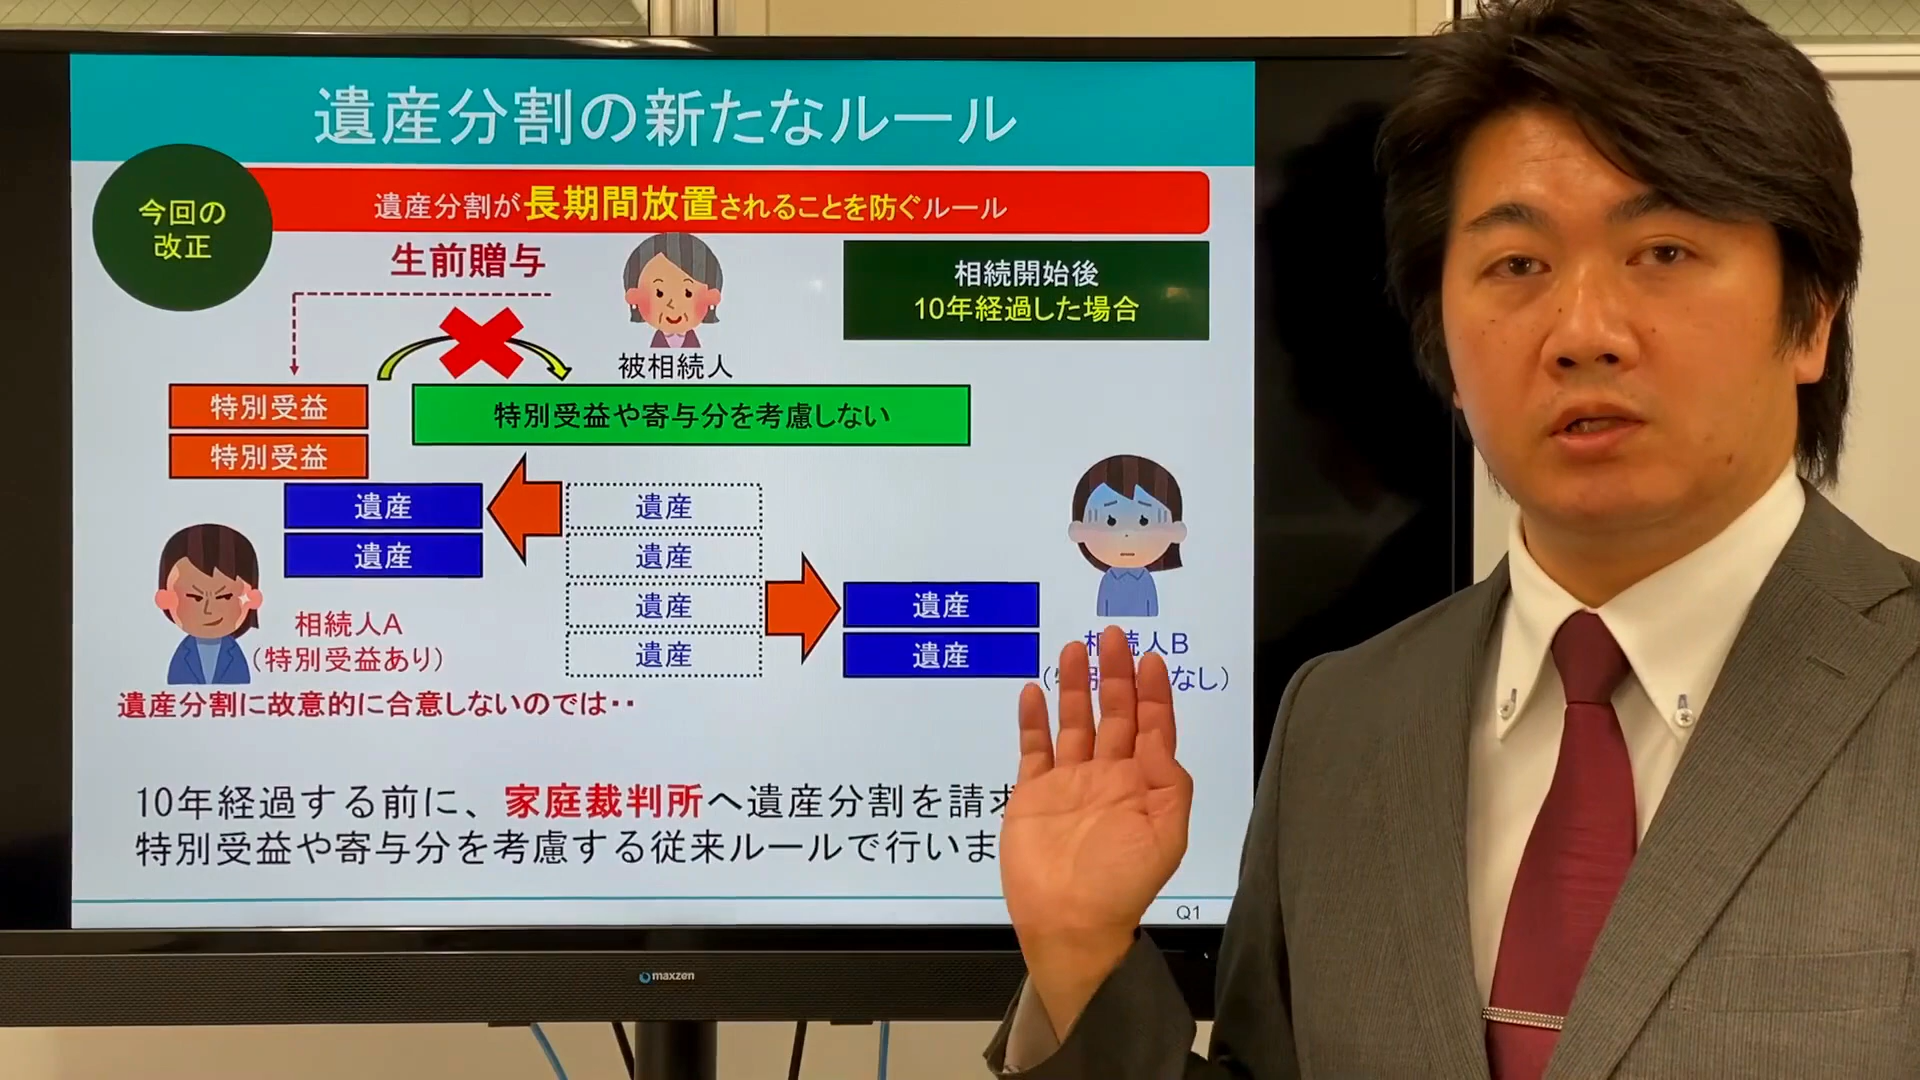 遺産分割の新たなルール
今回の
改正
遺産分割が長期間放置されることを防ぐルール
生前贈与
相続開始後
10年経過した場合
被相続人
特別受益
特別受益
特別受益や寄与分を考慮しない
遺産
遺産
遺産
遺産
遺産
遺産
遺産
遺産
相続人A
(特別受益あり)
相続人B
なし)
遺産分割に故意的に合意しないのでは‥
10年経過する前に、家庭裁判所へ遺産分割を請求
特別受益や寄与分を考慮する従来ルールで行いま
Q1
maxzen